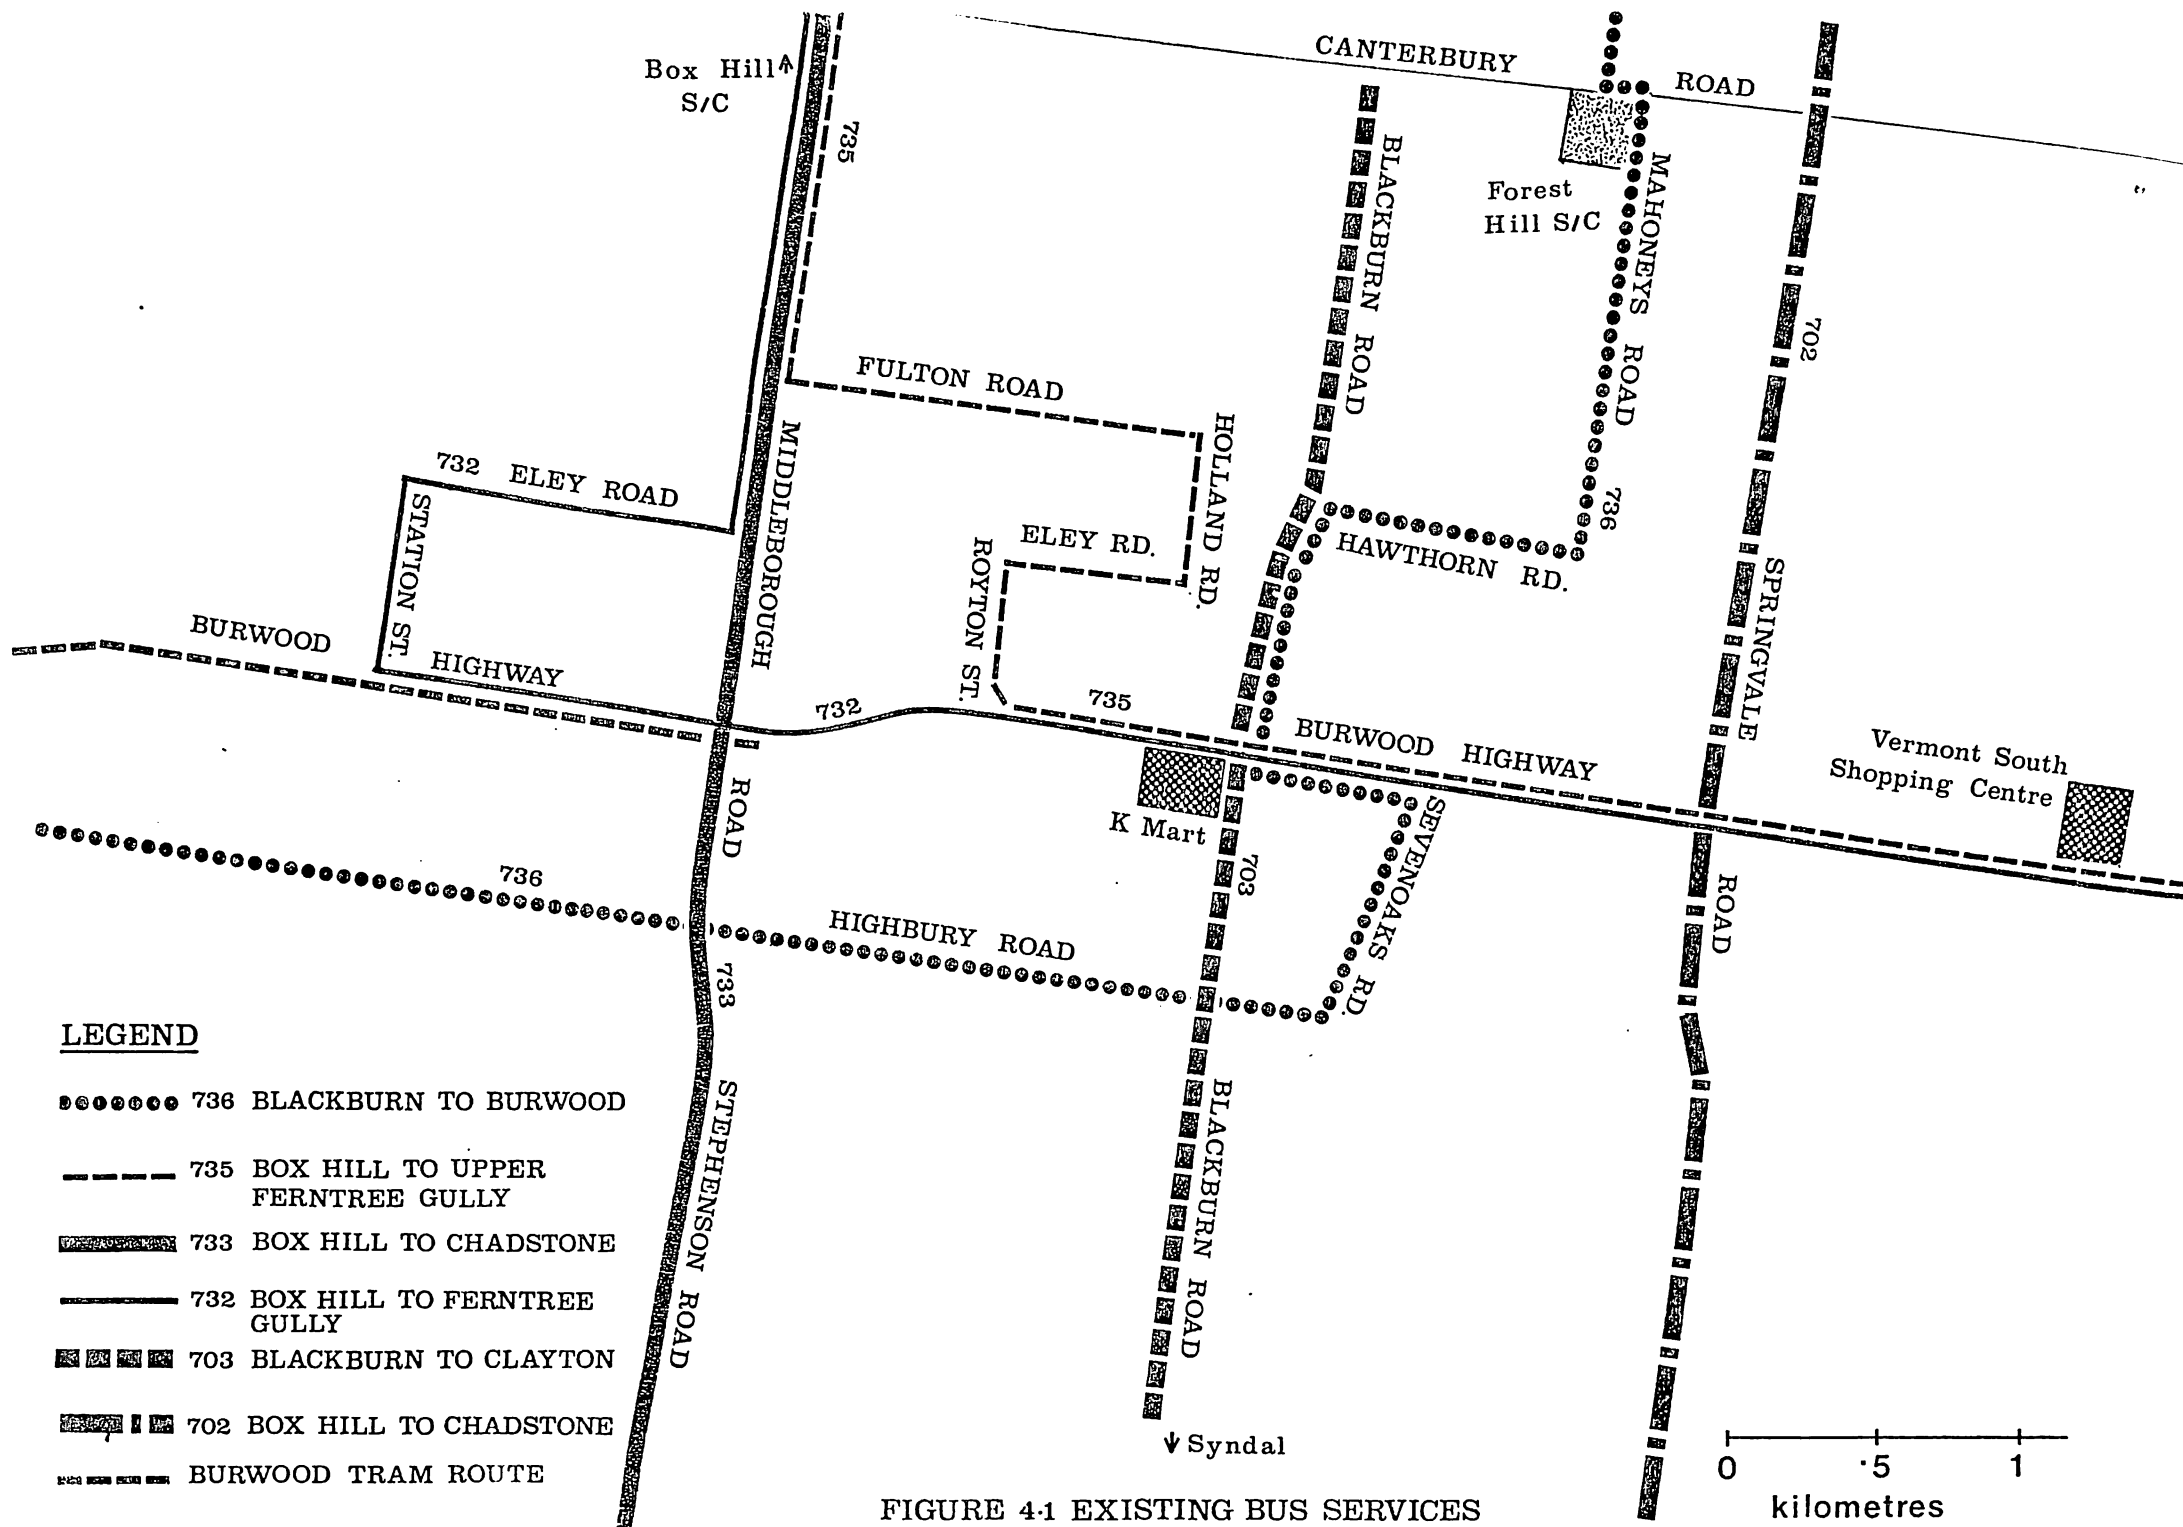 CANTERBURY ROAD
Box Hill
S/C
735
BLACKBURN ROAD
MAHONEYS ROAD
Forest
Hill S/C
702
FULTON ROAD
HOLLAND RD.
MIDDLEBOROUGH
732 ELEY ROAD
STATION ST.
736
ELEY RD.
ROYTON ST.
HAWTHORN RD.
SPRINGVALE
BURWOOD
HIGHWAY
732
735
BURWOOD HIGHWAY
Vermont South
Shopping Centre
ROAD
K Mart
703
SEVENOAKS RD.
ROAD
736
HIGHBURY ROAD
733
STEPHENSON ROAD
BLACKBURN ROAD
LEGEND
736 BLACKBURN TO BURWOOD
735 BOX HILL TO UPPER
FERNTREE GULLY
733 BOX HILL TO CHADSTONE
732 BOX HILL TO FERNTREE
GULLY
703 BLACKBURN TO CLAYTON
702 BOX HILL TO CHADSTONE
BURWOOD TRAM ROUTE
Syndal
0 ·5 1
kilometres
FIGURE 4·1 EXISTING BUS SERVICES